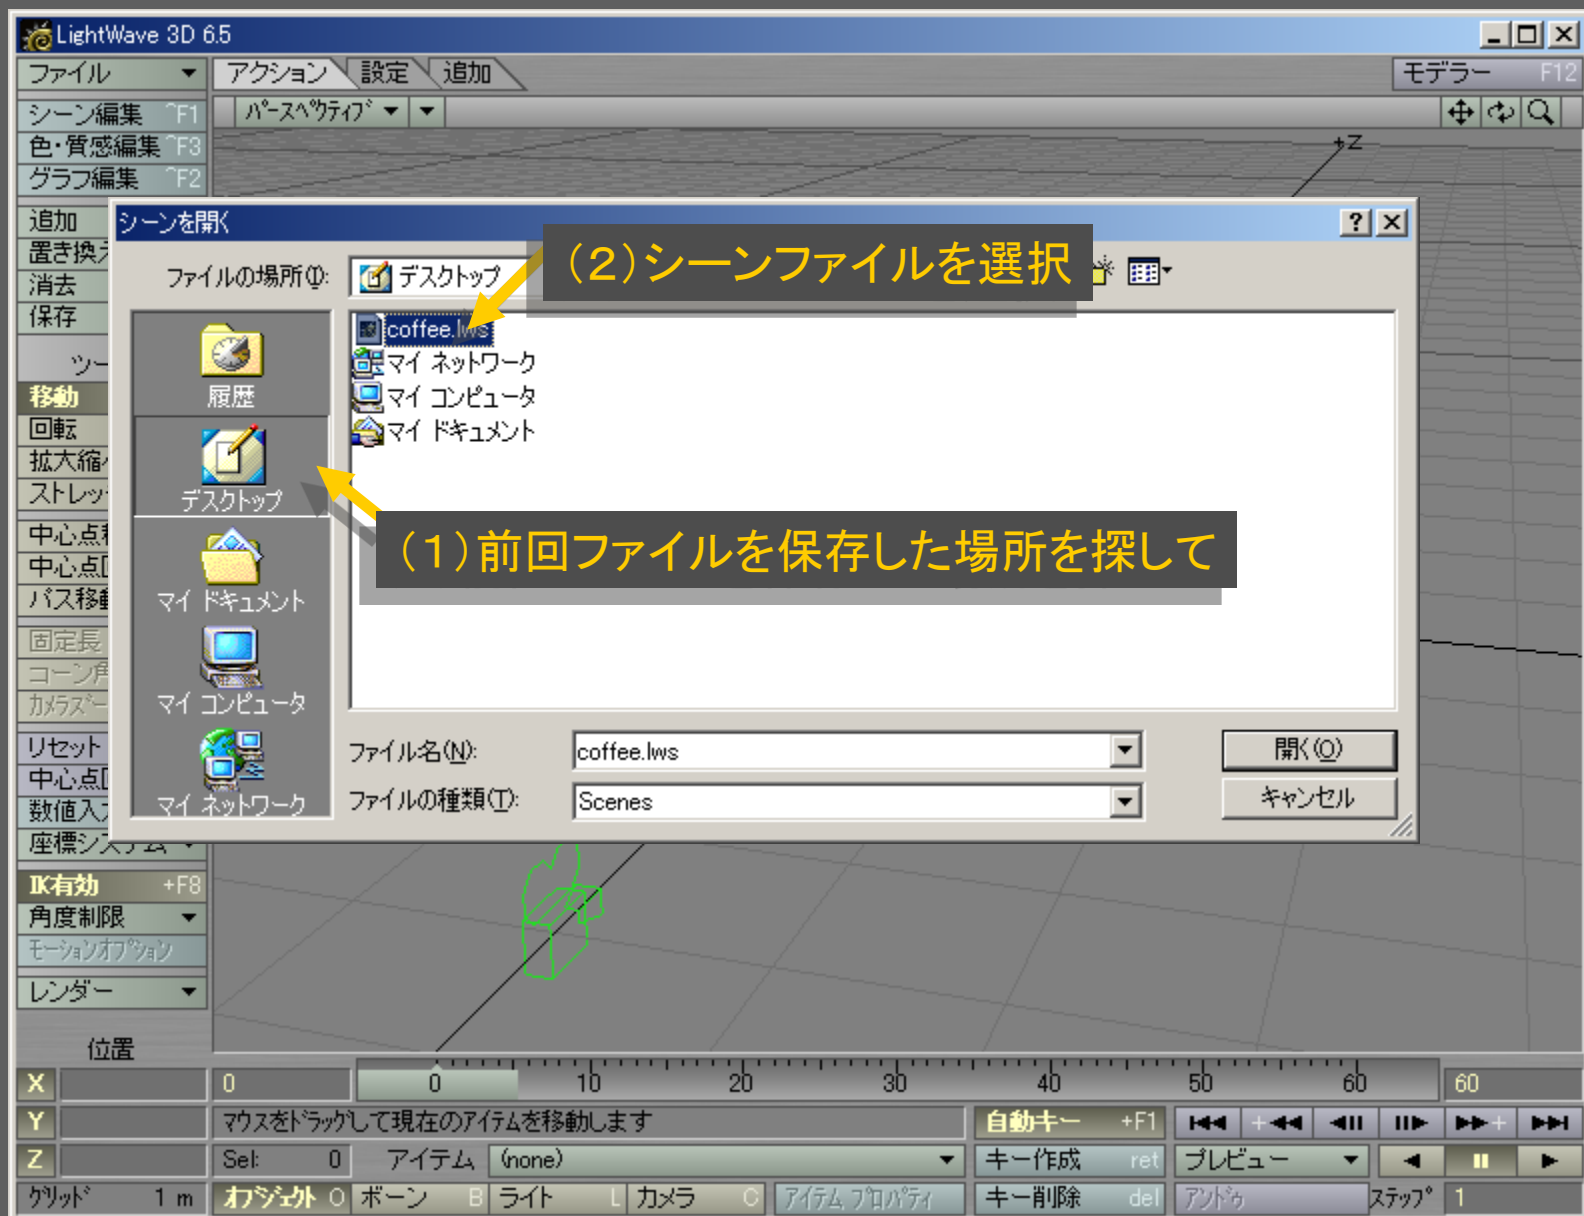 LightWave 3D 6.5
ファイル
アクション 設定 追加
モデラー F12
シーン編集 ^F1
パースペクティブ
色・質感編集 ^F3
グラフ編集 ^F2
+Z
追加
置き換え
消去
保存
ツー
移動
回転
拡大縮
ストレッ
中心点
中心点
パス移動
固定長
コーン角
カメラズー
リセット
中心点
数値入
座標システム
IK有効 +F8
角度制限
モーションオプション
レンダー
シーンを開く
ファイルの場所(I): デスクトップ
(2)シーンファイルを選択
履歴
デスクトップ
マイ ドキュメント
マイ コンピュータ
マイ ネットワーク
coffee.lws
マイ ネットワーク
マイ コンピュータ
マイ ドキュメント
(1)前回ファイルを保存した場所を探して
ファイル名(N): coffee.lws 開く(O)
ファイルの種類(T): Scenes キャンセル
位置
X 0 0 10 20 30 40 50 60 60
Y マウスをドラッグして現在のアイテムを移動します 自動キー +F1
Z Sel: 0 アイテム (none) キー作成 ret プレビュー
グリッド 1 m オブジェクト O ボーン B ライト L カメラ C アイテム プロパティ キー削除 del アンドゥ ステップ 1